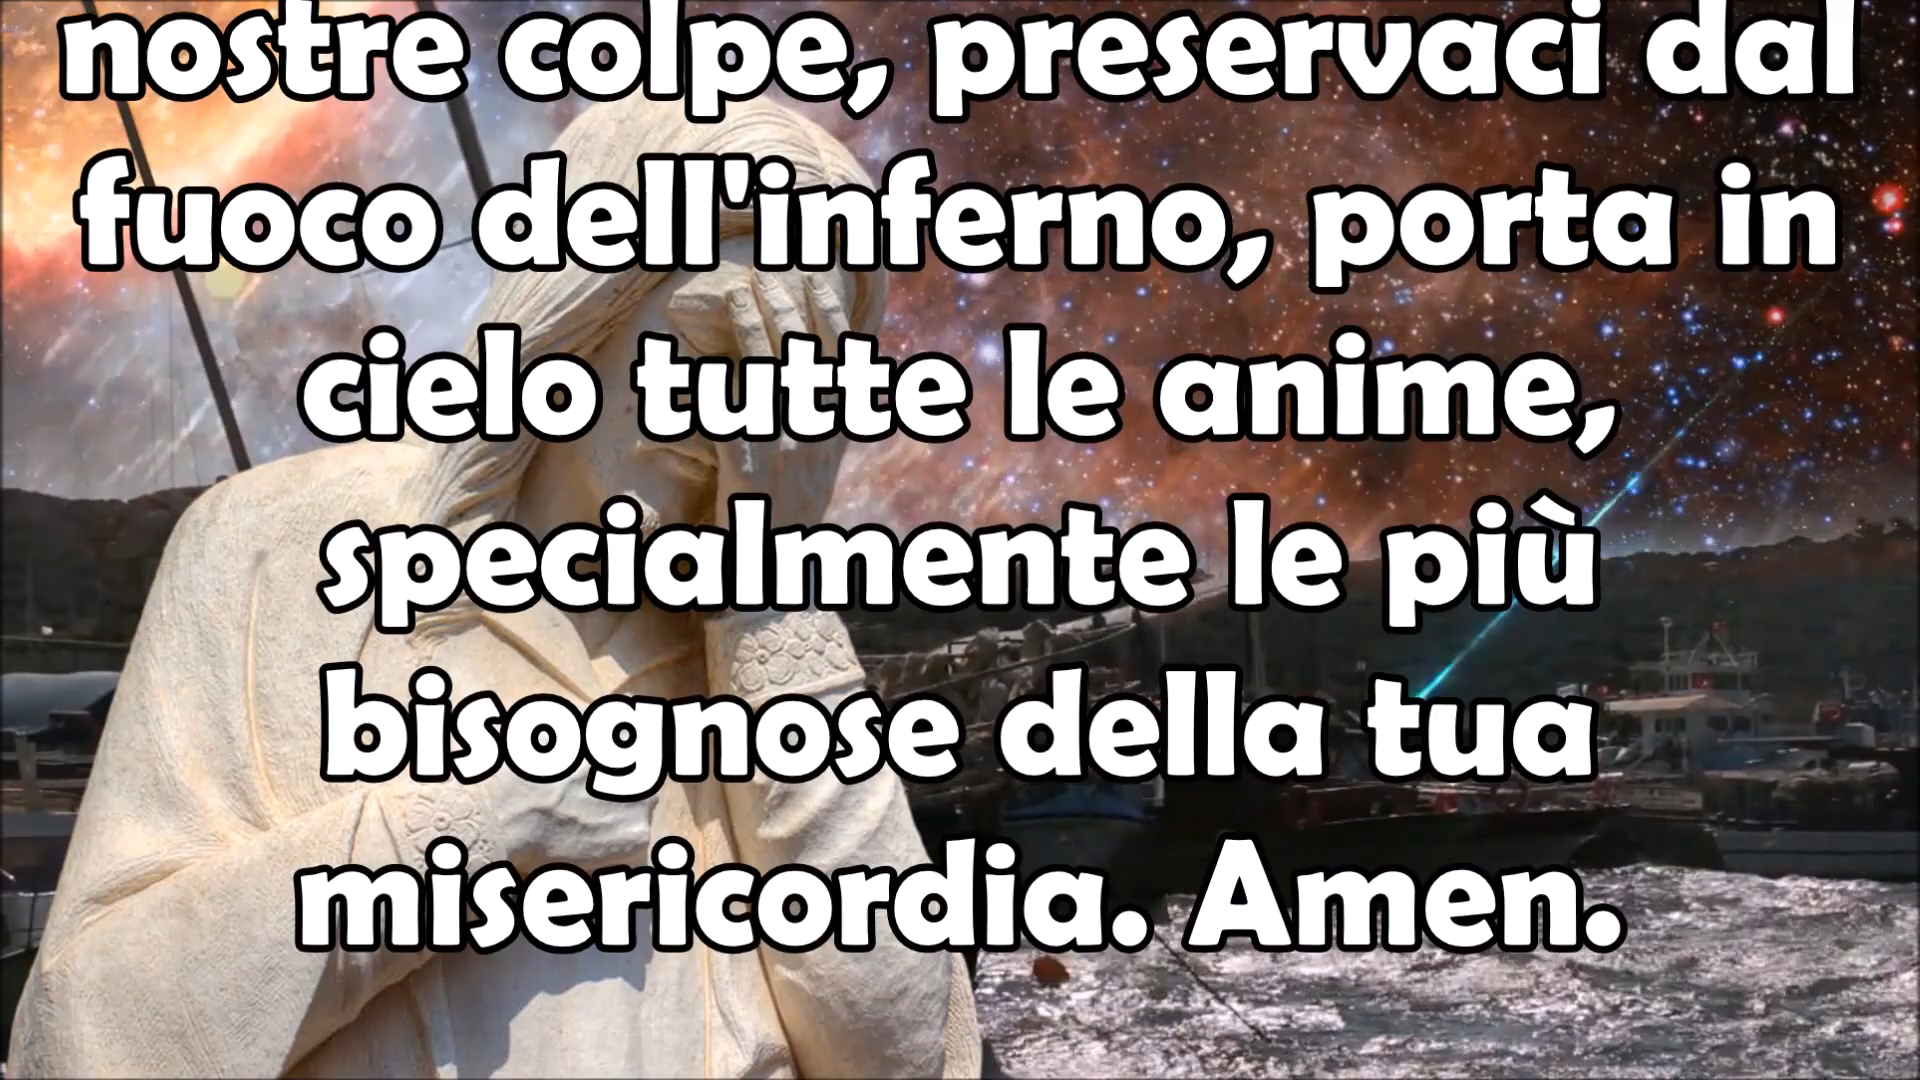 nostre colpe, preservaci dal
fuoco dell'inferno, porta in
cielo tutte le anime,
specialmente le più
bisognose della tua
misericordia. Amen.